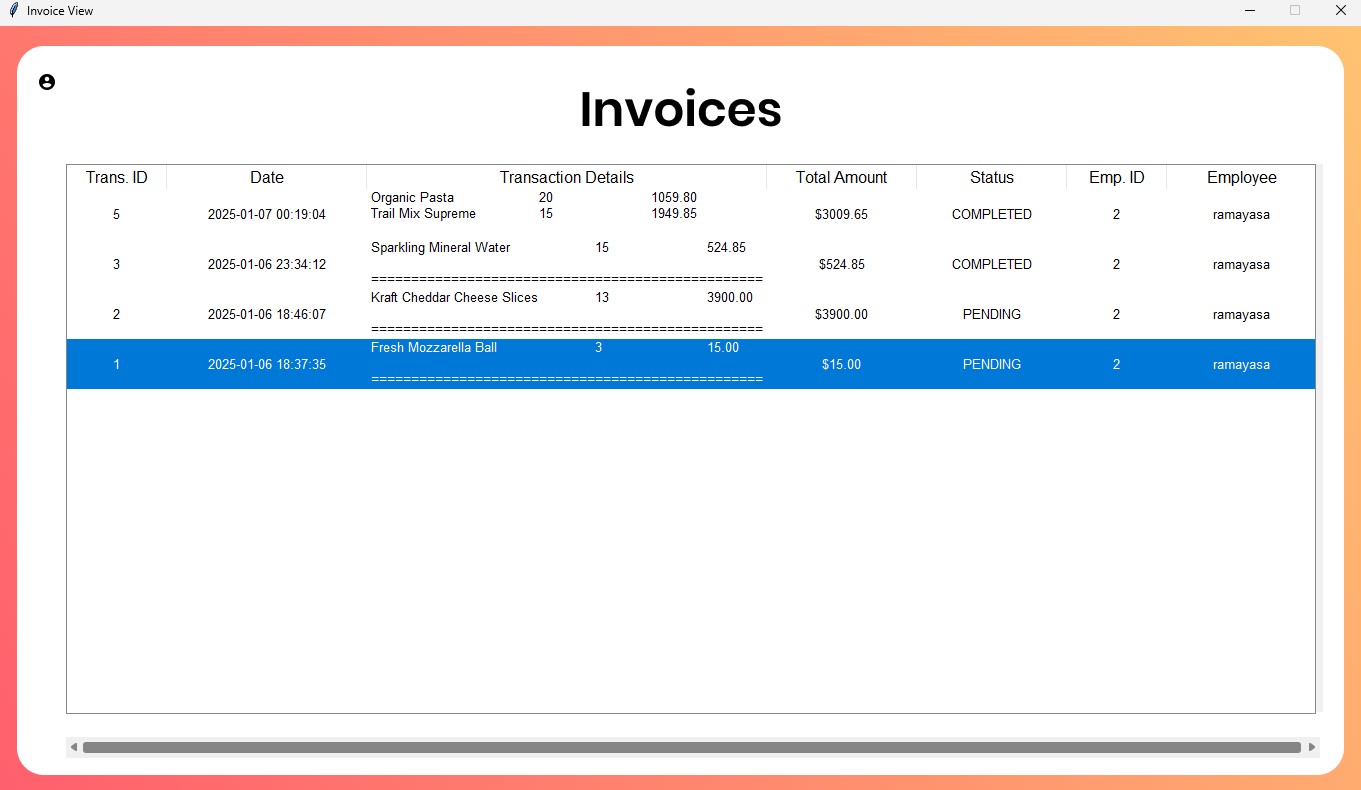 Invoice View
Invoices
Trans. ID Date Transaction Details Total Amount Status Emp. ID Employee
Organic Pasta 20 1059.80
5 2025-01-07 00:19:04 Trail Mix Supreme 15 1949.85 $3009.65 COMPLETED 2 ramayasa
Sparkling Mineral Water 15 524.85
3 2025-01-06 23:34:12 $524.85 COMPLETED 2 ramayasa
=================================================
Kraft Cheddar Cheese Slices 13 3900.00
2 2025-01-06 18:46:07 $3900.00 PENDING 2 ramayasa
=================================================
Fresh Mozzarella Ball 3 15.00
1 2025-01-06 18:37:35 $15.00 PENDING 2 ramayasa
=================================================